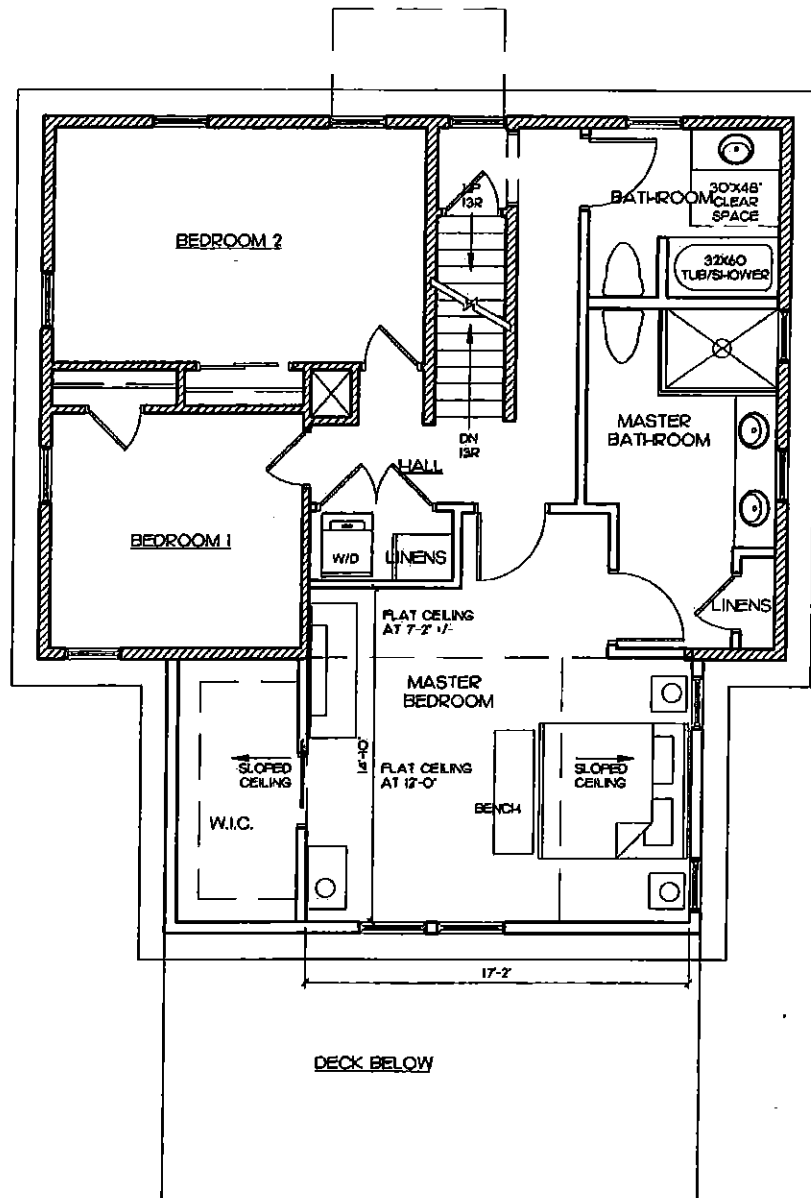 UP
13R
BATHROOM
30"X48"
CLEAR
SPACE
BEDROOM 2
32X60
TUB/SHOWER
MASTER
BATHROOM
DN
13R
HALL
BEDROOM 1
W/D
LINENS
LINENS
FLAT CEILING
AT 7'-2" +/-
MASTER
BEDROOM
14'-10"
SLOPED
CEILING
FLAT CEILING
AT 12'-0"
SLOPED
CEILING
BENCH
W.I.C.
17'-2"
DECK BELOW